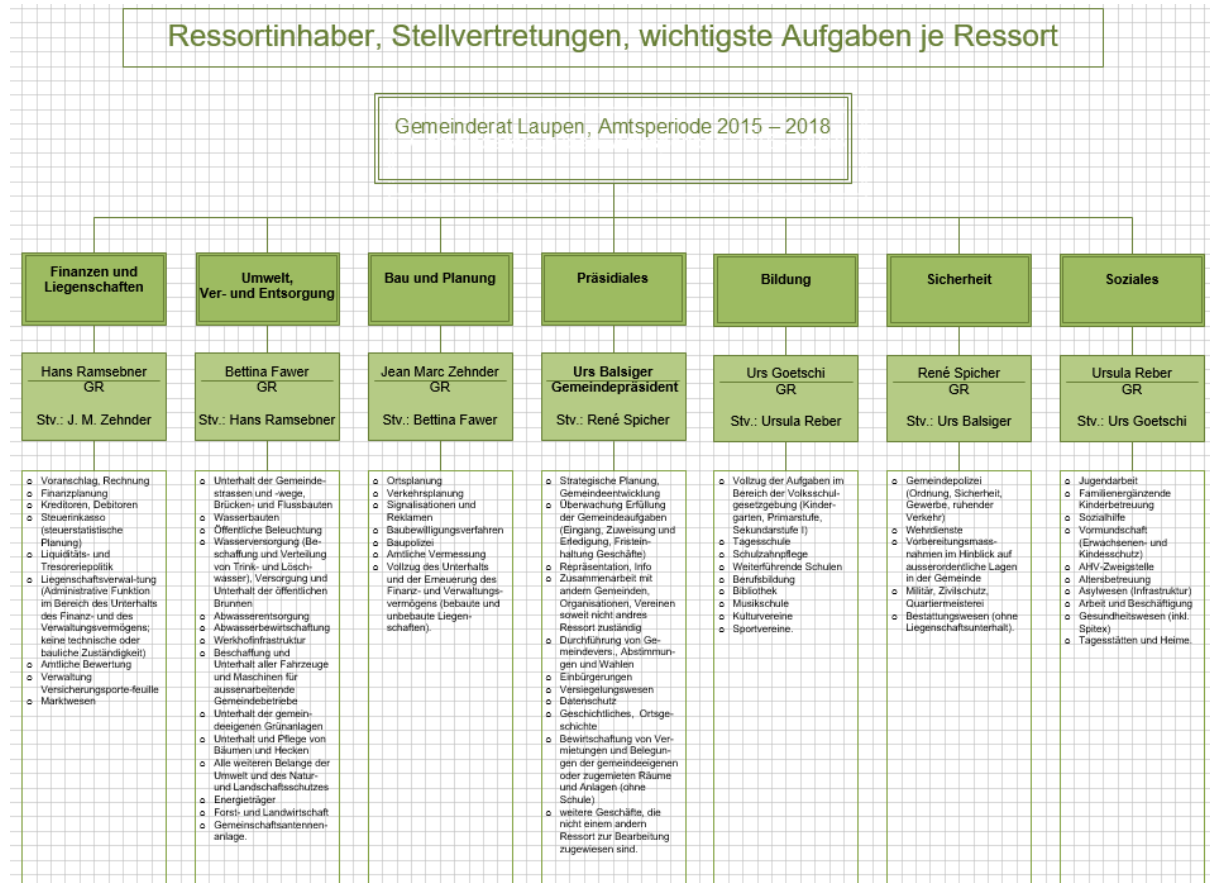 Ressortinhaber, Stellvertretungen, wichtigste Aufgaben je Ressort
Gemeinderat Laupen, Amtsperiode 2015 – 2018
Finanzen und
Liegenschaften
Hans Ramsebner
GR
Stv.: J. M. Zehnder
o Voranschlag, Rechnung
o Finanzplanung
o Kreditoren, Debitoren
o Steuerinkasso
(steuerstatistische
Planung)
o Liquiditäts- und
Tresoreriepolitik
o Liegenschaftsverwal-tung
(Administrative Funktion
im Bereich des Unterhalts
des Finanz- und des
Verwaltungsvermögens;
keine technische oder
bauliche Zuständigkeit)
o Amtliche Bewertung
o Verwaltung
Versicherungsporte-feuille
o Marktwesen
Umwelt,
Ver- und Entsorgung
Bettina Fawer
GR
Stv.: Hans Ramsebner
o Unterhalt der Gemeinde-
strassen und -wege,
Brücken- und Flussbauten
o Wasserbauten
o Öffentliche Beleuchtung
o Wasserversorgung (Be-
schaffung und Verteilung
von Trink- und Lösch-
wasser), Versorgung und
Unterhalt der öffentlichen
Brunnen
o Abwasserentsorgung
o Abwasserbewirtschaftung
o Werkhofinfrastruktur
o Beschaffung und
Unterhalt aller Fahrzeuge
und Maschinen für
aussenarbeitende
Gemeindebetriebe
o Unterhalt der gemein-
deeigenen Grünanlagen
o Unterhalt und Pflege von
Bäumen und Hecken
o Alle weiteren Belange der
Umwelt und des Natur-
und Landschaftsschutzes
o Energieträger
o Forst- und Landwirtschaft
o Gemeinschaftsantennen-
anlage.
Bau und Planung
Jean Marc Zehnder
GR
Stv.: Bettina Fawer
o Ortsplanung
o Verkehrsplanung
o Signalisationen und
Reklamen
o Baubewilligungsverfahren
o Baupolizei
o Amtliche Vermessung
o Vollzug des Unterhalts
und der Erneuerung des
Finanz- und Verwaltungs-
vermögens (bebaute und
unbebaute Liegen-
schaften).
Präsidiales
Urs Balsiger
Gemeindepräsident
Stv.: René Spicher
o Strategische Planung,
Gemeindeentwicklung
o Überwachung Erfüllung
der Gemeindeaufgaben
(Eingang, Zuweisung und
Erledigung, Fristein-
haltung Geschäfte)
o Repräsentation, Info
o Zusammenarbeit mit
andern Gemeinden,
Organisationen, Vereinen
soweit nicht andres
Ressort zuständig
o Durchführung von Ge-
meindevers., Abstimmun-
gen und Wahlen
o Einbürgerungen
o Versiegelungswesen
o Datenschutz
o Geschichtliches, Ortsge-
schichte
o Bewirtschaftung von Ver-
mietungen und Belegun-
gen der gemeindeeigenen
oder zugemieten Räume
und Anlagen (ohne
Schule)
o weitere Geschäfte, die
nicht einem andern
Ressort zur Bearbeitung
zugewiesen sind.
Bildung
Urs Goetschi
GR
Stv.: Ursula Reber
o Vollzug der Aufgaben im
Bereich der Volksschul-
gesetzgebung (Kinder-
garten, Primarstufe,
Sekundarstufe I)
o Tagesschule
o Schulzahnpflege
o Weiterführende Schulen
o Berufsbildung
o Bibliothek
o Musikschule
o Kulturvereine
o Sportvereine.
Sicherheit
René Spicher
GR
Stv.: Urs Balsiger
o Gemeindepolizei
(Ordnung, Sicherheit,
Gewerbe, ruhender
Verkehr)
o Wehrdienste
o Vorbereitungsmass-
nahmen im Hinblick auf
ausserordentliche Lagen
in der Gemeinde
o Militär, Zivilschutz,
Quartiermeisterei
o Bestattungswesen (ohne
Liegenschaftsunterhalt).
Soziales
Ursula Reber
GR
Stv.: Urs Goetschi
o Jugendarbeit
o Familienergänzende
Kinderbetreuung
o Sozialhilfe
o Vormundschaft
(Erwachsenen- und
Kindesschutz)
o AHV-Zweigstelle
o Altersbetreuung
o Asylwesen (Infrastruktur)
o Arbeit und Beschäftigung
o Gesundheitswesen (inkl.
Spitex)
o Tagesstätten und Heime.